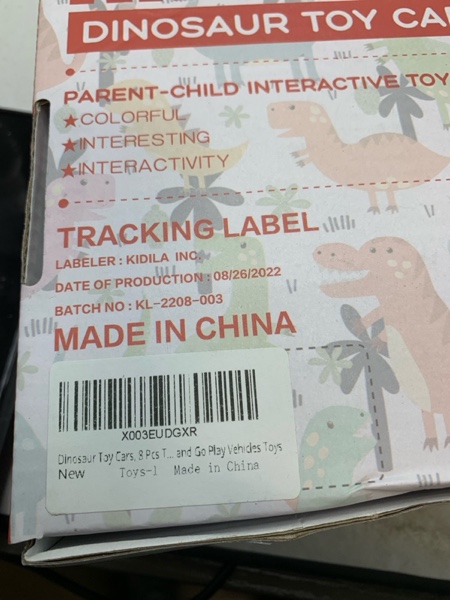 DINOSAUR TOY CA
PARENT-CHILD INTERACTIVE TOY
★COLORFUL
★INTERESTING
★INTERACTIVITY
TRACKING LABEL
LABELER : KIDILA INC.
DATE OF PRODUCTION : 08/26/2022
BATCH NO : KL-2208-003
MADE IN CHINA
X003EUDGXR
Dinosaur Toy Cars, 8 Pcs T... and Go Play Vehicles Toys
New Toys-1 Made in China